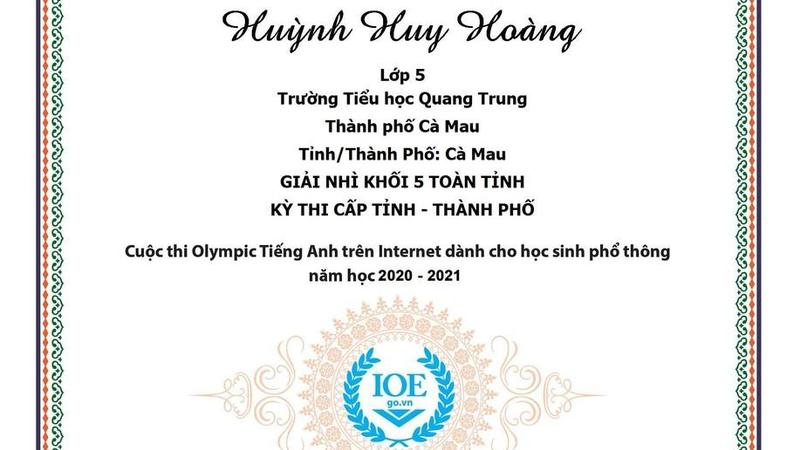 Huỳnh Huy Hoàng
Lớp 5
Trường Tiểu học Quang Trung
Thành phố Cà Mau
Tỉnh/Thành Phố: Cà Mau
GIẢI NHÌ KHỐI 5 TOÀN TỈNH
KỲ THI CẤP TỈNH - THÀNH PHỐ
Cuộc thi Olympic Tiếng Anh trên Internet dành cho học sinh phổ thông
năm học 2020 - 2021
IOE
go.vn